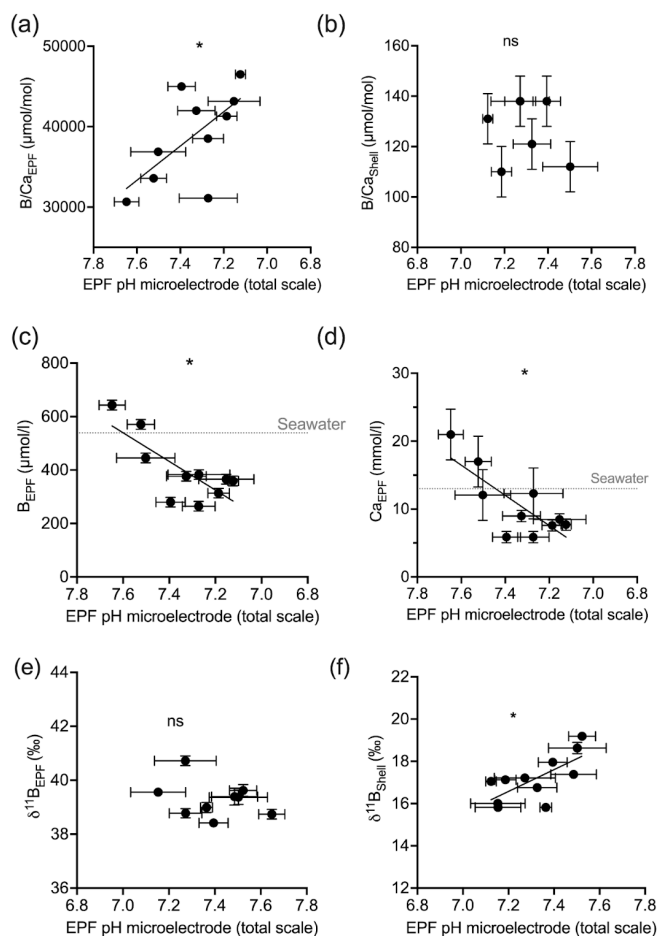 (a)
*
B/Ca_EPF (µmol/mol)
50000
40000
30000
7.8 7.6 7.4 7.2 7.0 6.8
EPF pH microelectrode (total scale)
(b)
ns
B/Ca_Shell (µmol/mol)
160
140
120
100
80
7.0 7.2 7.4 7.6 7.8
EPF pH microelectrode (total scale)
(c)
*
B_EPF (µmol/l)
800
600
400
200
0
Seawater
7.8 7.6 7.4 7.2 7.0 6.8
EPF pH microelectrode (total scale)
(d)
*
Ca_EPF (mmol/l)
30
20
10
0
Seawater
7.8 7.6 7.4 7.2 7.0 6.8
EPF pH microelectrode (total scale)
(e)
ns
δ¹¹B_EPF (‰)
44
42
40
38
36
7.0 7.2 7.4 7.6 7.8
EPF pH microelectrode (total scale)
(f)
*
δ¹¹B_Shell (‰)
22
20
18
16
14
12
7.0 7.2 7.4 7.6 7.8
EPF pH microelectrode (total scale)